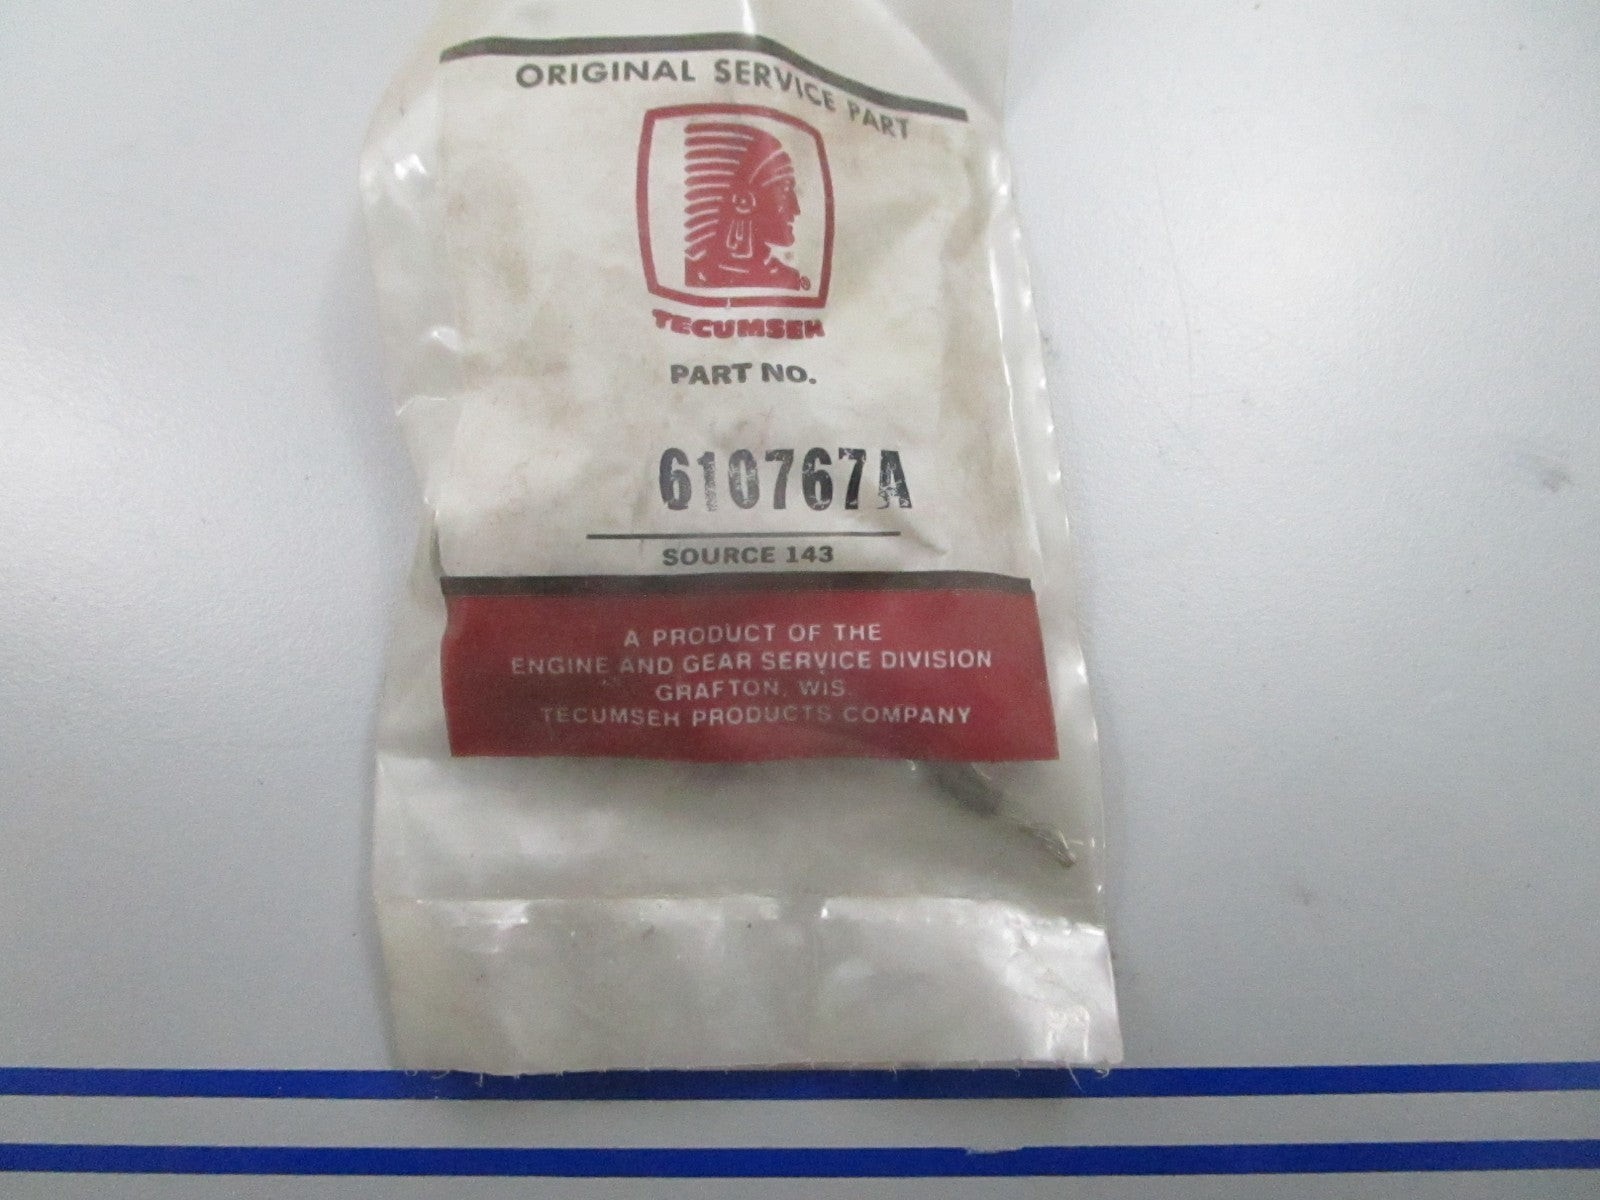 ORIGINAL SERVICE PART
®
TECUMSEH
PART NO.
610767A
SOURCE 143
A PRODUCT OF THE
ENGINE AND GEAR SERVICE DIVISION
GRAFTON, WIS.
TECUMSEH PRODUCTS COMPANY